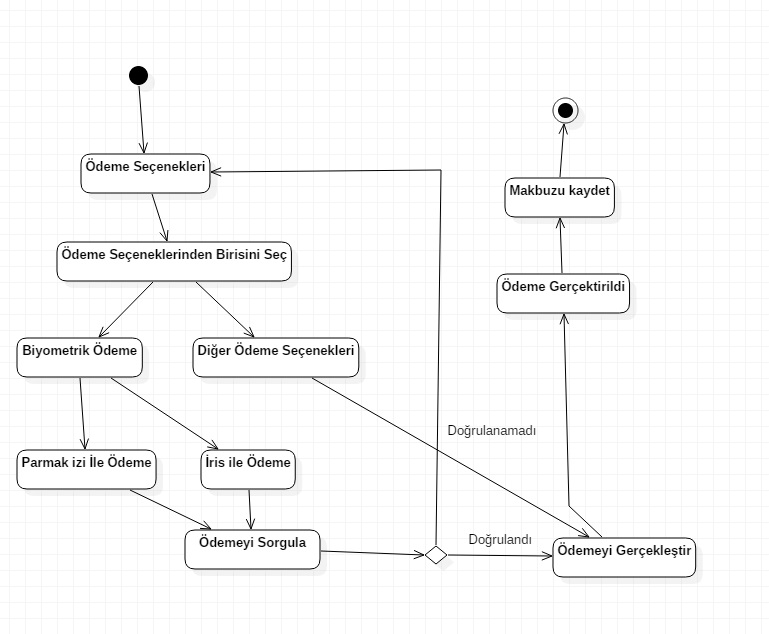 Ödeme Seçenekleri
Ödeme Seçeneklerinden Birisini Seç
Biyometrik Ödeme
Diğer Ödeme Seçenekleri
Parmak izi İle Ödeme
İris ile Ödeme
Ödemeyi Sorgula
Doğrulanamadı
Doğrulandı
Ödemeyi Gerçekleştir
Ödeme Gerçektirildi
Makbuzu kaydet